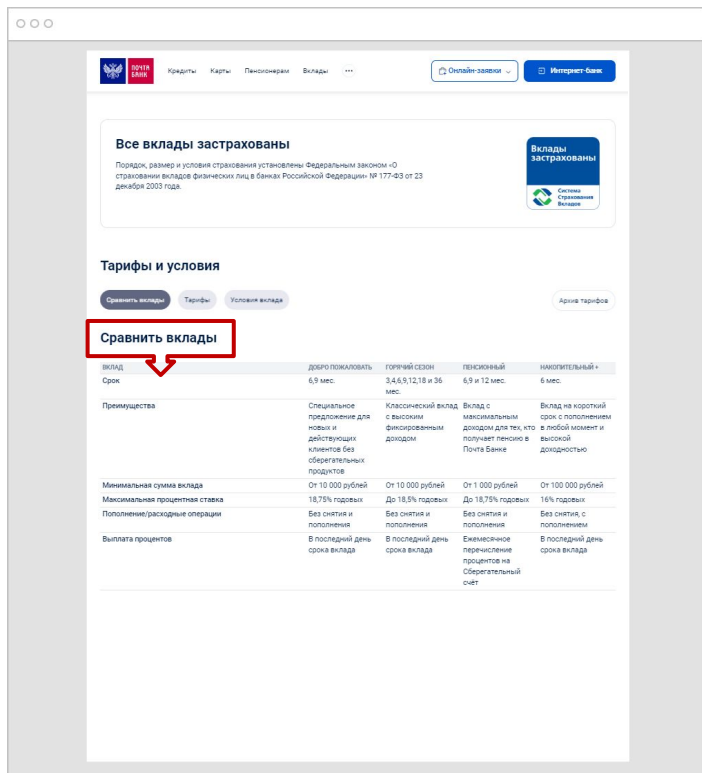 ПОЧТА
БАНК
Кредиты Карты Пенсионерам Вклады ...
Онлайн-заявки
Интернет-банк
Все вклады застрахованы
Порядок, размер и условия страхования установлены Федеральным законом «О
страховании вкладов физических лиц в банках Российской Федерации» № 177-ФЗ от 23
декабря 2003 года.
Вклады
застрахованы
Система
Страхования
Вкладов
Тарифы и условия
Сравнить вклады Тарифы Условия вклада Архив тарифов
Сравнить вклады
ВКЛАД ДОБРО ПОЖАЛОВАТЬ ГОРЯЧИЙ СЕЗОН ПЕНСИОННЫЙ НАКОПИТЕЛЬНЫЙ +
Срок 6,9 мес. 3,4,6,9,12,18 и 36 6,9 и 12 мес. 6 мес.
мес.
Преимущества Специальное Классический вклад Вклад с Вклад на короткий
предложение для с высоким максимальным срок с пополнением
новых и фиксированным доходом для тех, кто в любой момент и
действующих доходом получает пенсию в высокой
клиентов без Почта Банке доходностью
сберегательных
продуктов
Минимальная сумма вклада От 10 000 рублей От 10 000 рублей От 1 000 рублей От 100 000 рублей
Максимальная процентная ставка 18,75% годовых До 18,5% годовых До 18,75% годовых 16% годовых
Пополнение/расходные операции Без снятия и Без снятия и Без снятия и Без снятия, с
пополнения пополнения пополнения пополнением
Выплата процентов В последний день В последний день Ежемесячное В последний день
срока вклада срока вклада перечисление срока вклада
процентов на
Сберегательный
счёт